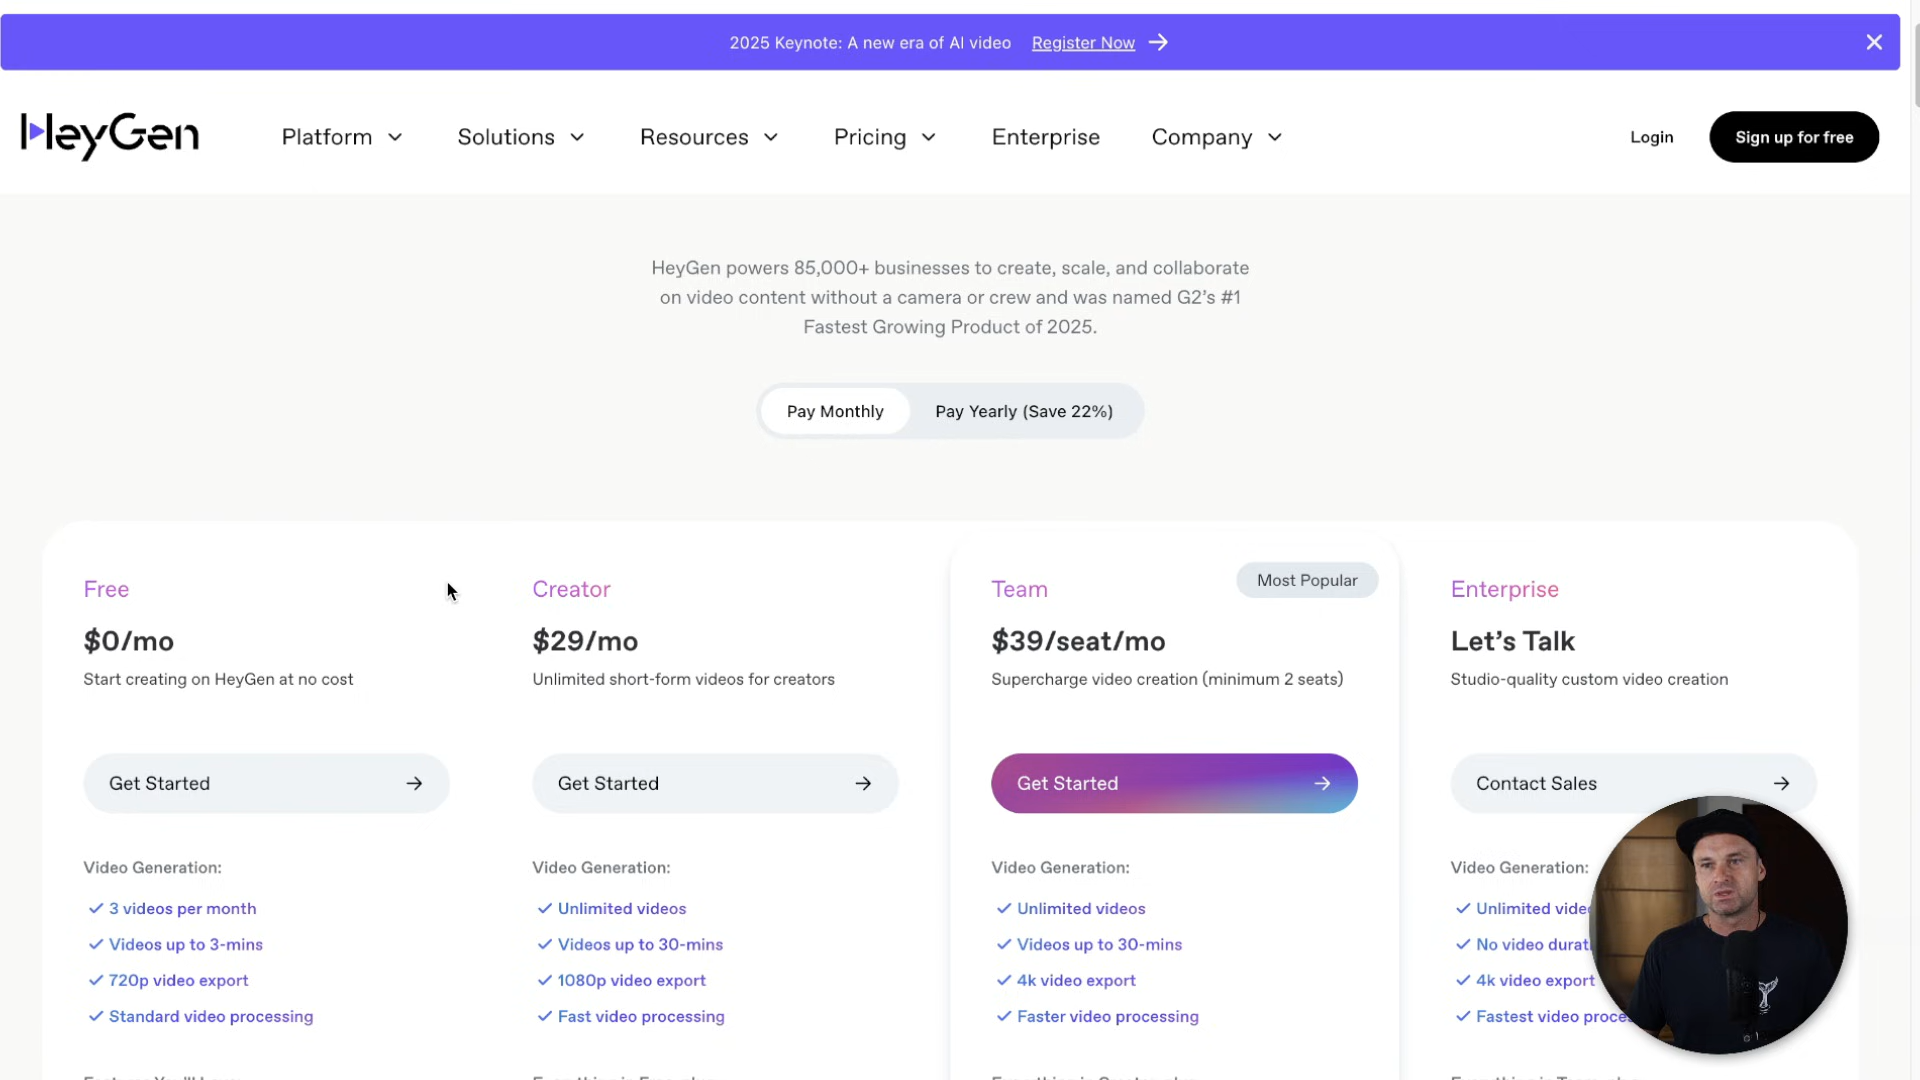 2025 Keynote: A new era of AI video Register Now
HeyGen
Platform Solutions Resources Pricing Enterprise Company
Login
Sign up for free
HeyGen powers 85,000+ businesses to create, scale, and collaborate
on video content without a camera or crew and was named G2’s #1
Fastest Growing Product of 2025.
Pay Monthly
Pay Yearly (Save 22%)
Free
$0/mo
Start creating on HeyGen at no cost
Get Started
Video Generation:
3 videos per month
Videos up to 3-mins
720p video export
Standard video processing
Creator
$29/mo
Unlimited short-form videos for creators
Get Started
Video Generation:
Unlimited videos
Videos up to 30-mins
1080p video export
Fast video processing
Team
Most Popular
$39/seat/mo
Supercharge video creation (minimum 2 seats)
Get Started
Video Generation:
Unlimited videos
Videos up to 30-mins
4k video export
Faster video processing
Enterprise
Let’s Talk
Studio-quality custom video creation
Contact Sales
Video Generation:
Unlimited
No video
4k video export
Fastest video